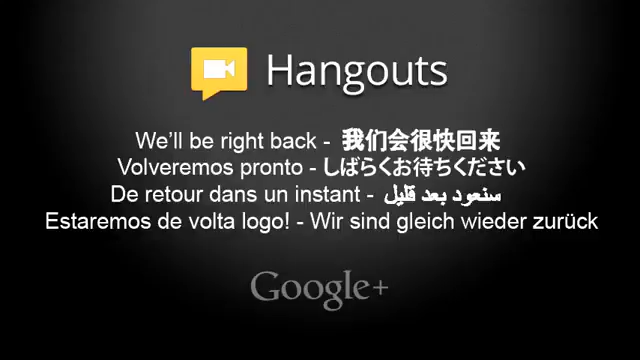 Hangouts
We'll be right back - 我们会很快回来
Volveremos pronto - しばらくお待ちください
De retour dans un instant - سنعود بعد قليل
Estaremos de volta logo! - Wir sind gleich wieder zurück
Google+